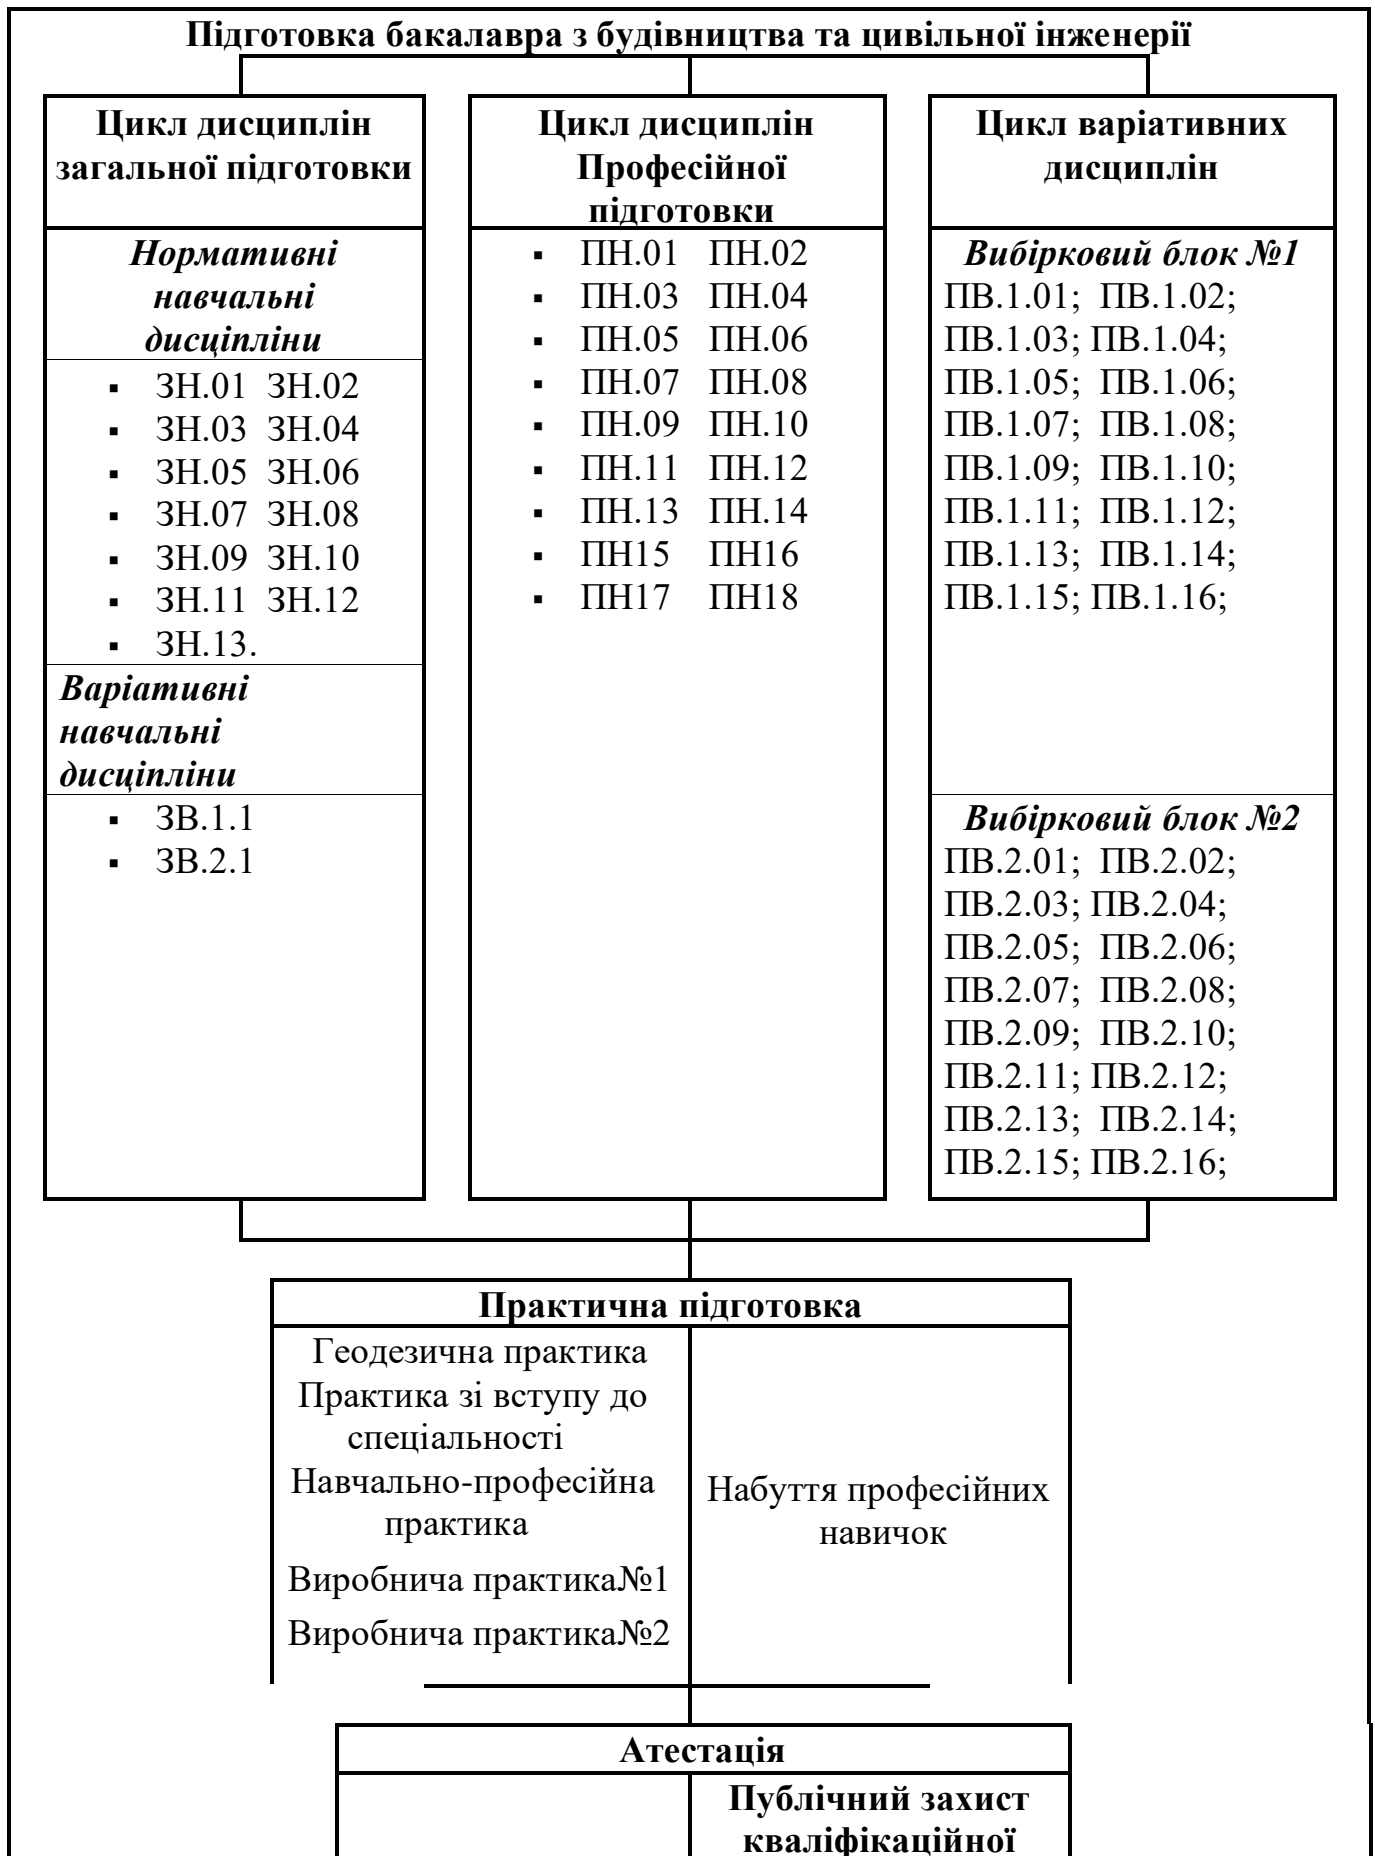 Підготовка бакалавра з будівництва та цивільної інженерії
Цикл дисциплін
загальної підготовки
Нормативні
навчальні
дисціпліни
▪ ЗН.01 ЗН.02
▪ ЗН.03 ЗН.04
▪ ЗН.05 ЗН.06
▪ ЗН.07 ЗН.08
▪ ЗН.09 ЗН.10
▪ ЗН.11 ЗН.12
▪ ЗН.13.
Варіативні
навчальні
дисціпліни
▪ ЗВ.1.1
▪ ЗВ.2.1
Цикл дисциплін
Професійної
підготовки
▪ ПН.01 ПН.02
▪ ПН.03 ПН.04
▪ ПН.05 ПН.06
▪ ПН.07 ПН.08
▪ ПН.09 ПН.10
▪ ПН.11 ПН.12
▪ ПН.13 ПН.14
▪ ПН15 ПН16
▪ ПН17 ПН18
Цикл варіативних
дисциплін
Вибірковий блок №1
ПВ.1.01; ПВ.1.02;
ПВ.1.03; ПВ.1.04;
ПВ.1.05; ПВ.1.06;
ПВ.1.07; ПВ.1.08;
ПВ.1.09; ПВ.1.10;
ПВ.1.11; ПВ.1.12;
ПВ.1.13; ПВ.1.14;
ПВ.1.15; ПВ.1.16;
Вибірковий блок №2
ПВ.2.01; ПВ.2.02;
ПВ.2.03; ПВ.2.04;
ПВ.2.05; ПВ.2.06;
ПВ.2.07; ПВ.2.08;
ПВ.2.09; ПВ.2.10;
ПВ.2.11; ПВ.2.12;
ПВ.2.13; ПВ.2.14;
ПВ.2.15; ПВ.2.16;
Практична підготовка
Геодезична практика
Практика зі вступу до
спеціальності
Навчально-професійна
практика
Виробнича практика№1
Виробнича практика№2
Набуття професійних
навичок
Атестація
Публічний захист
кваліфікаційної